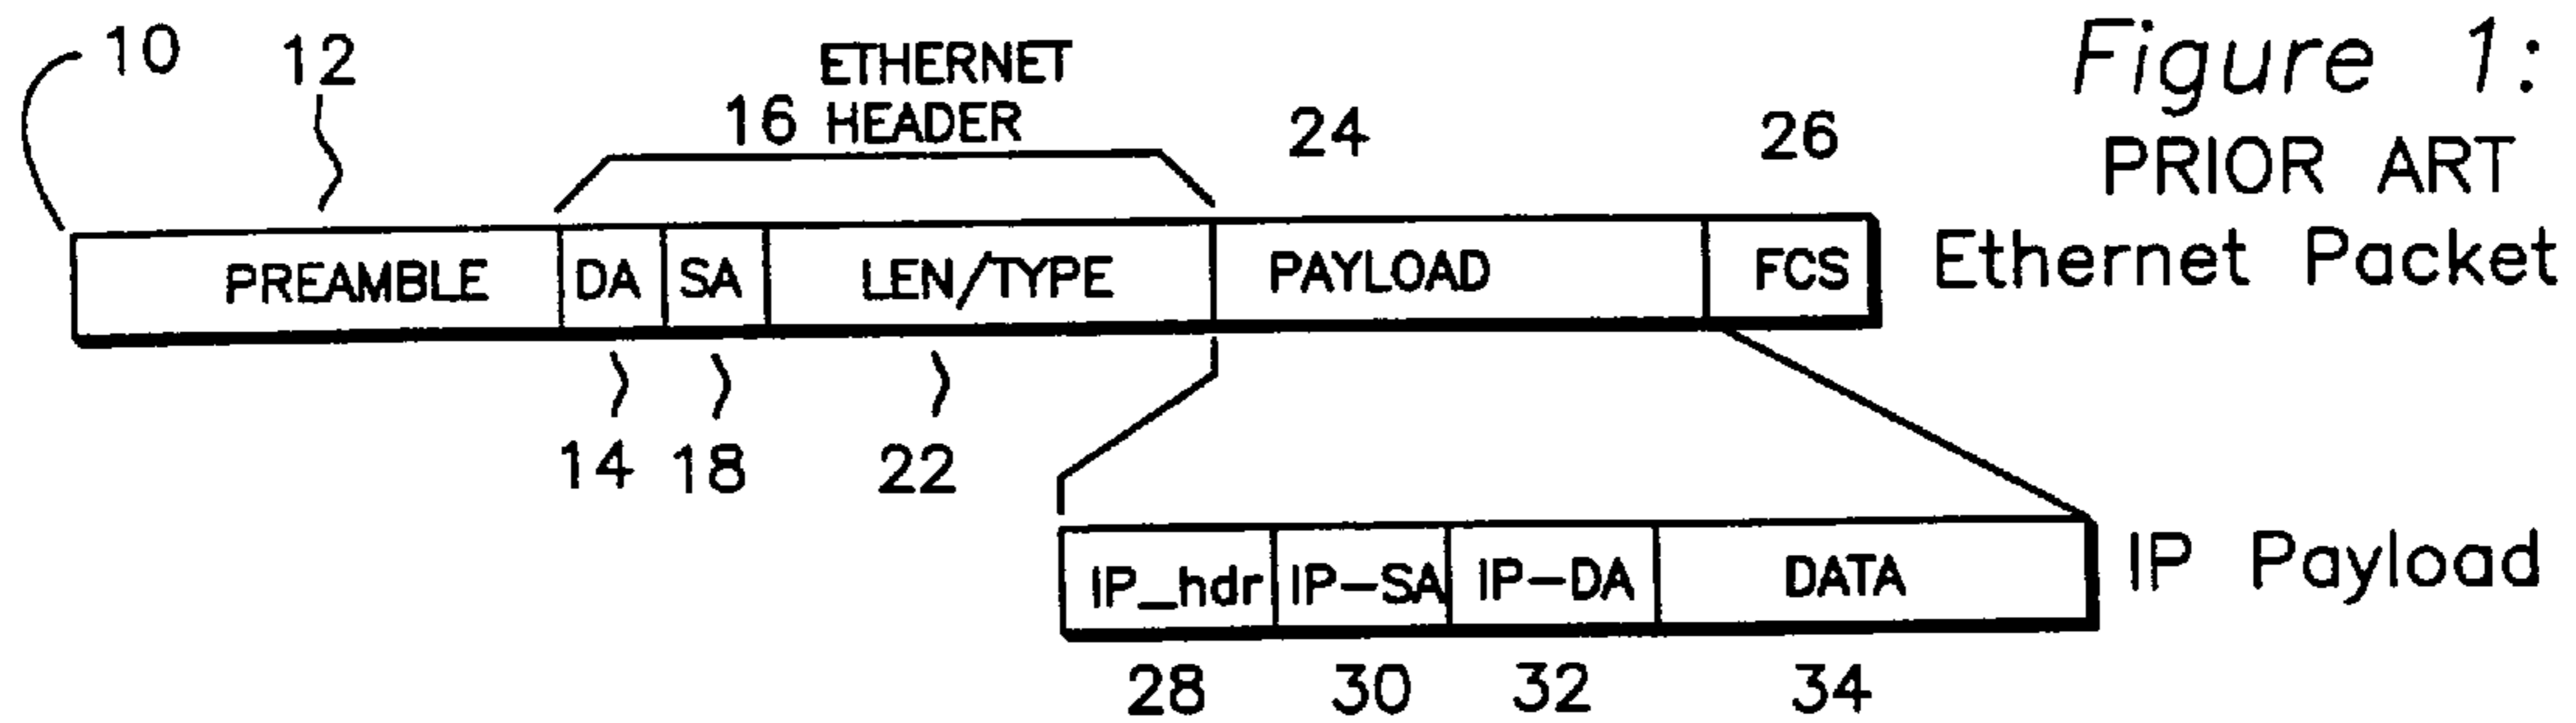 Figure 1:
PRIOR ART
Ethernet Packet
10 12 16 ETHERNET HEADER 24 26
PREAMBLE DA SA LEN/TYPE PAYLOAD FCS
14 18 22
IP_hdr IP-SA IP-DA DATA IP Payload
28 30 32 34